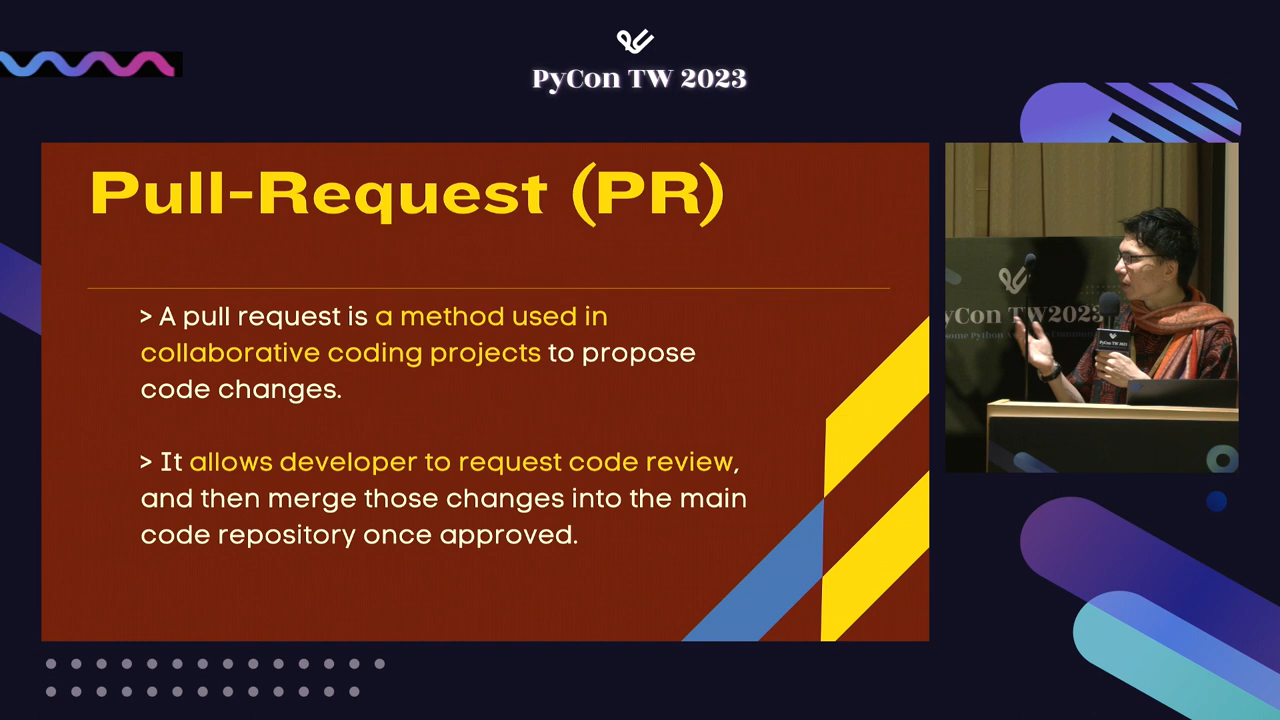 PyCon TW 2023
Pull-Request (PR)
> A pull request is a method used in
collaborative coding projects to propose
code changes.
> It allows developer to request code review,
and then merge those changes into the main
code repository once approved.
yCon TW2023